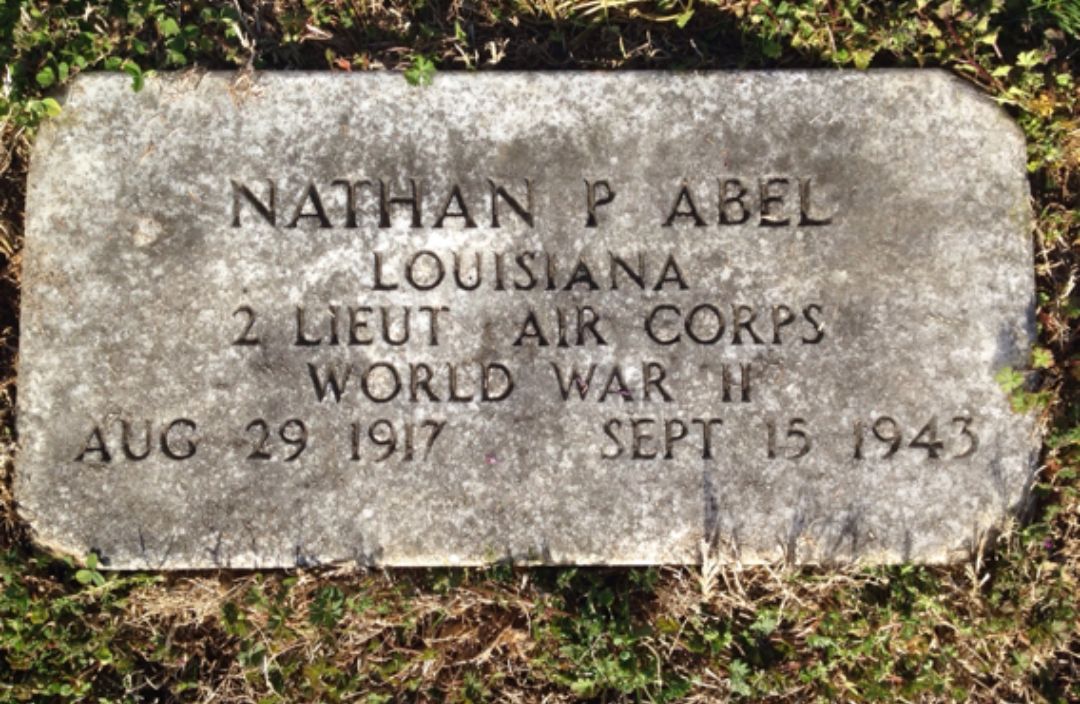 NATHAN P ABEL
LOUISIANA
2 LIEUT AIR CORPS
WORLD WAR II
AUG 29 1917 SEPT 15 1943